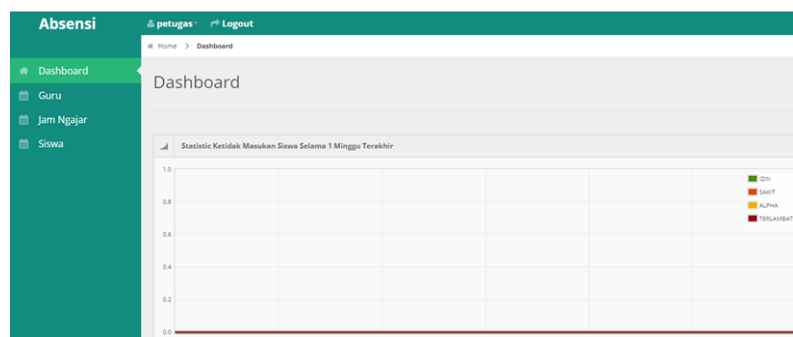 Absensi
petugas
Logout
Home > Dashboard
Dashboard
Guru
Jam Ngajar
Siswa
Dashboard
Statistic Ketidak Masukan Siswa Selama 1 Minggu Terakhir
1.0
0.8
0.6
0.4
0.2
0.0
IZIN
SAKIT
ALPHA
TERLAMBAT